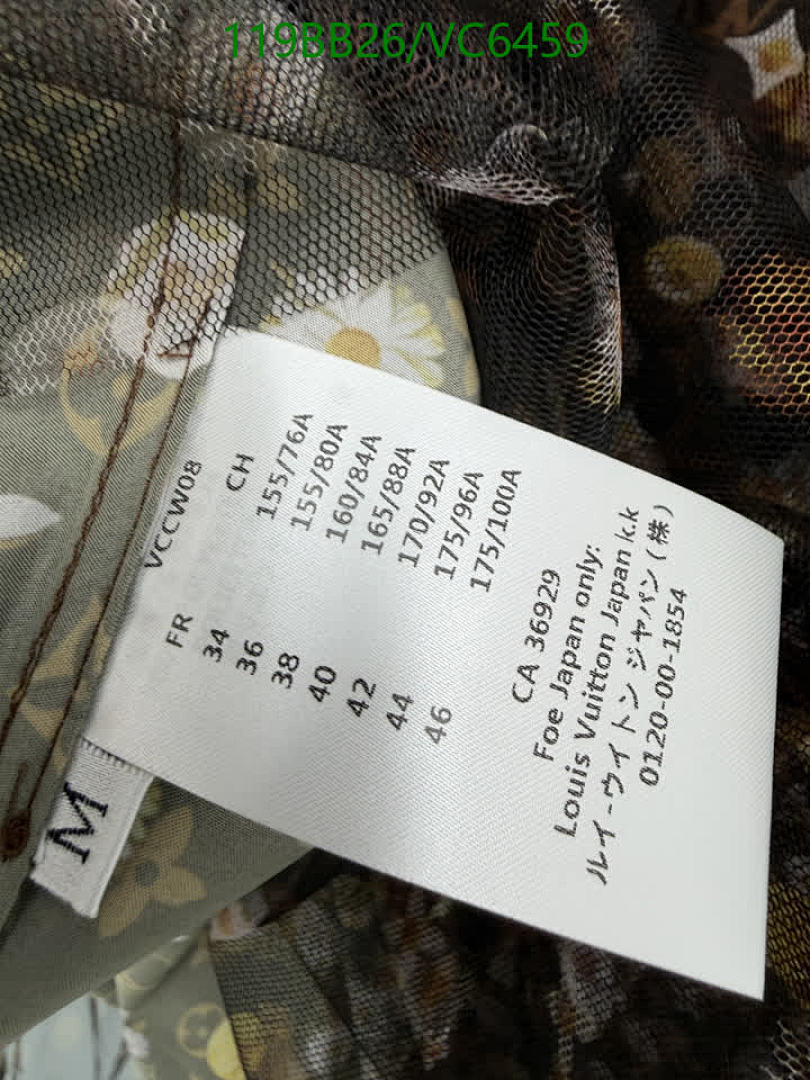 119BB26/VC6459
VCCW08
FR CH
34 155/76A
36 155/80A
38 160/84A
40 165/88A
42 170/92A
44 175/96A
46 175/100A
CA 36929
Foe Japan only:
Louis Vuitton Japan k.k
ルイ-ウイトン ジャパン(株)
0120-00-1854
M